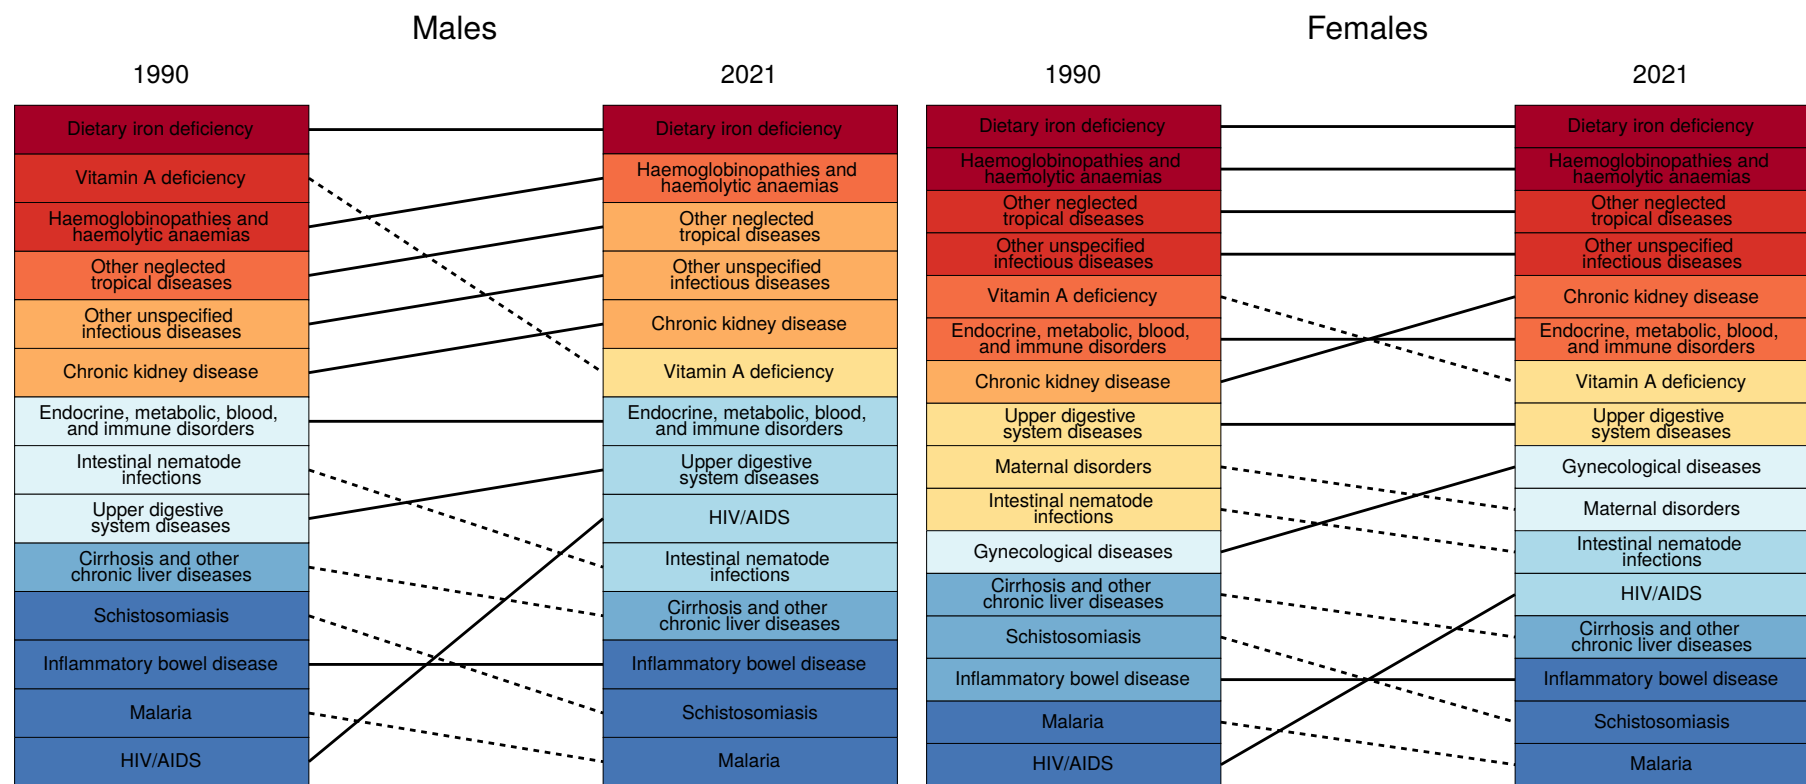 Males
1990
2021
Dietary iron deficiency
Vitamin A deficiency
Haemoglobinopathies and
haemolytic anaemias
Other neglected
tropical diseases
Other unspecified
infectious diseases
Chronic kidney disease
Endocrine, metabolic, blood,
and immune disorders
Intestinal nematode
infections
Upper digestive
system diseases
Cirrhosis and other
chronic liver diseases
Schistosomiasis
Inflammatory bowel disease
Malaria
HIV/AIDS
Dietary iron deficiency
Haemoglobinopathies and
haemolytic anaemias
Other neglected
tropical diseases
Other unspecified
infectious diseases
Chronic kidney disease
Vitamin A deficiency
Endocrine, metabolic, blood,
and immune disorders
Upper digestive
system diseases
HIV/AIDS
Intestinal nematode
infections
Cirrhosis and other
chronic liver diseases
Inflammatory bowel disease
Schistosomiasis
Malaria
Females
1990
2021
Dietary iron deficiency
Haemoglobinopathies and
haemolytic anaemias
Other neglected
tropical diseases
Other unspecified
infectious diseases
Vitamin A deficiency
Endocrine, metabolic, blood,
and immune disorders
Chronic kidney disease
Upper digestive
system diseases
Maternal disorders
Intestinal nematode
infections
Gynecological diseases
Cirrhosis and other
chronic liver diseases
Schistosomiasis
Inflammatory bowel disease
Malaria
HIV/AIDS
Dietary iron deficiency
Haemoglobinopathies and
haemolytic anaemias
Other neglected
tropical diseases
Other unspecified
infectious diseases
Chronic kidney disease
Endocrine, metabolic, blood,
and immune disorders
Vitamin A deficiency
Upper digestive
system diseases
Gynecological diseases
Maternal disorders
Intestinal nematode
infections
HIV/AIDS
Cirrhosis and other
chronic liver diseases
Inflammatory bowel disease
Schistosomiasis
Malaria